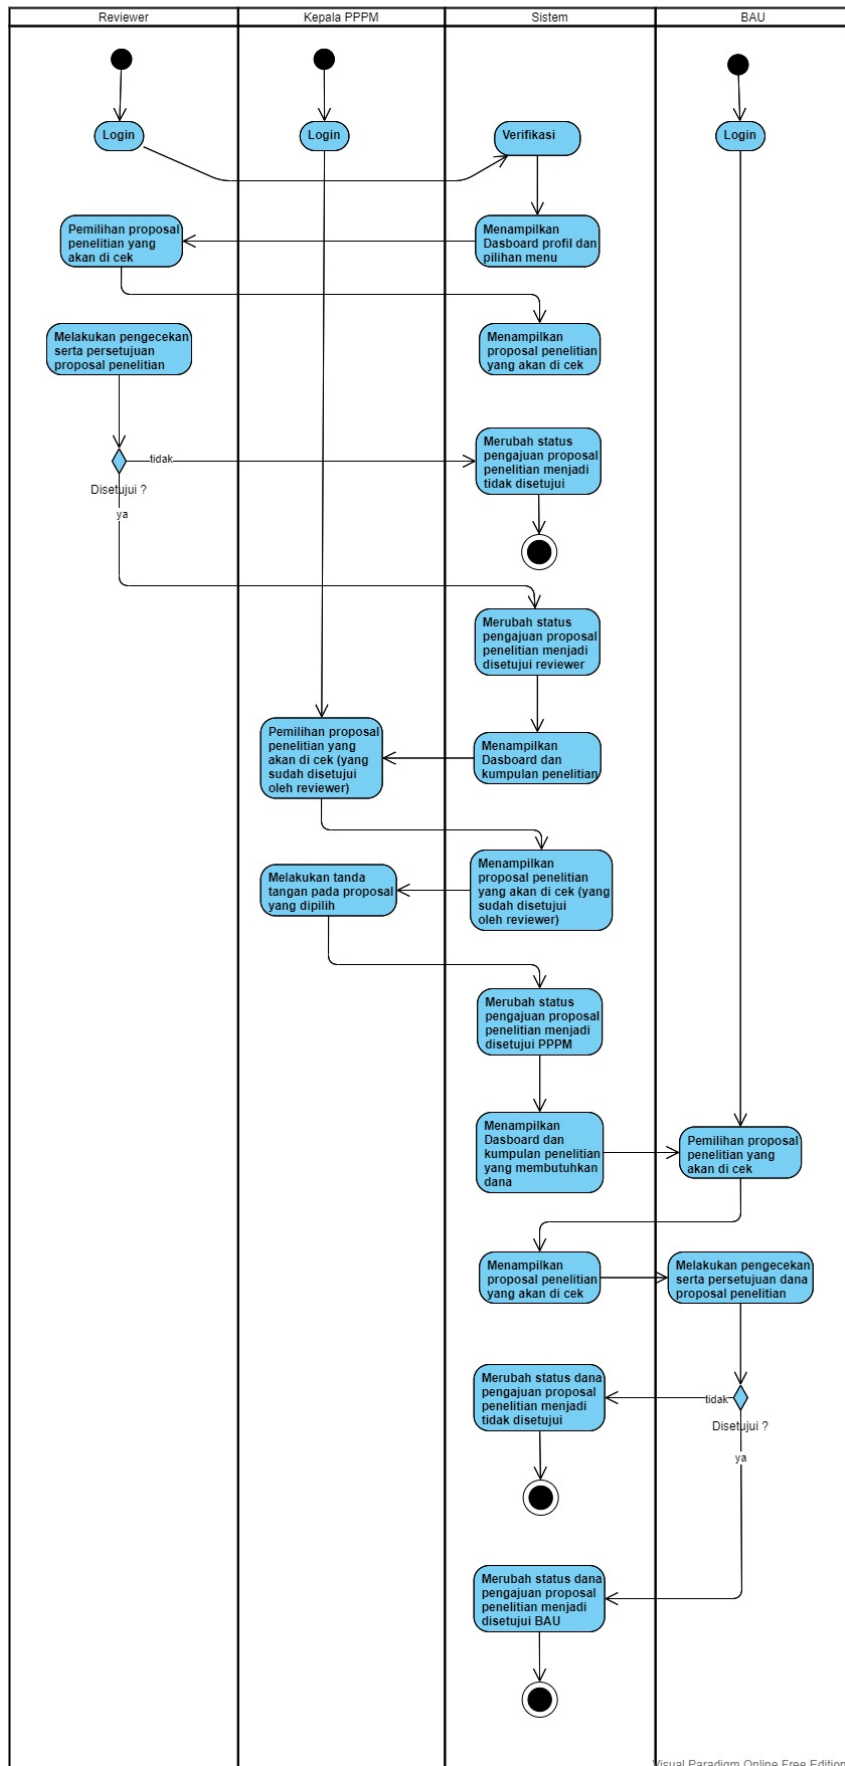 Reviewer
Kepala PPPM
Sistem
BAU
Login
Login
Verifikasi
Login
Pemilihan proposal
penelitian yang
akan di cek
Menampilkan
Dasboard profil dan
pilihan menu
Melakukan pengecekan
serta persetujuan
proposal penelitian
Menampilkan
proposal penelitian
yang akan di cek
tidak
Disetujui ?
ya
Merubah status
pengajuan proposal
penelitian menjadi
tidak disetujui
Merubah status
pengajuan proposal
penelitian menjadi
disetujui reviewer
Pemilihan proposal
penelitian yang
akan di cek (yang
sudah disetujui
oleh reviewer)
Menampilkan
Dasboard dan
kumpulan penelitian
Melakukan tanda
tangan pada proposal
yang dipilih
Menampilkan
proposal penelitian
yang akan di cek (yang
sudah disetujui
oleh reviewer)
Merubah status
pengajuan proposal
penelitian menjadi
disetujui PPPM
Menampilkan
Dasboard dan
kumpulan penelitian
yang membutuhkan
dana
Pemilihan proposal
penelitian yang
akan di cek
Menampilkan
proposal penelitian
yang akan di cek
Melakukan pengecekan
serta persetujuan dana
proposal penelitian
Merubah status dana
pengajuan proposal
penelitian menjadi
tidak disetujui
tidak
Disetujui ?
ya
Merubah status dana
pengajuan proposal
penelitian menjadi
disetujui BAU
Visual Paradigm Online Free Edition